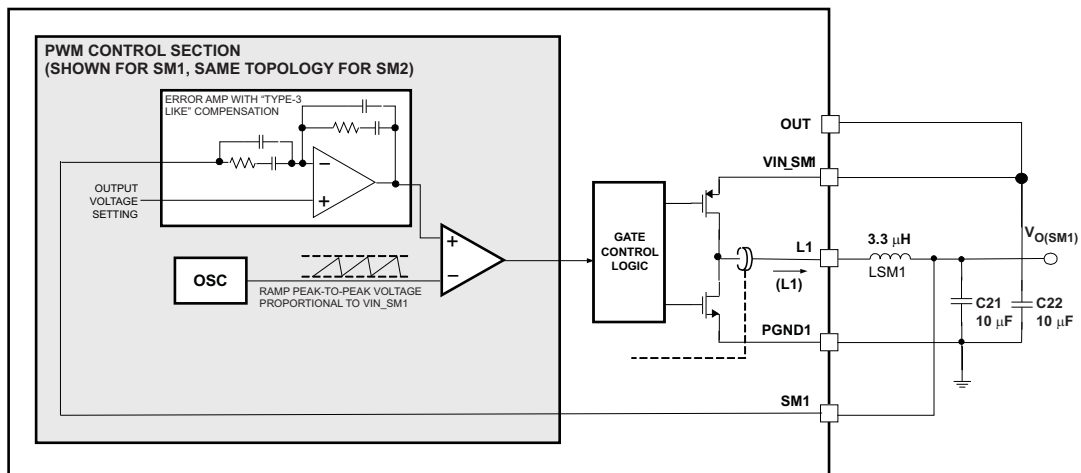 PWM CONTROL SECTION
(SHOWN FOR SM1, SAME TOPOLOGY FOR SM2)
ERROR AMP WITH “TYPE-3
LIKE” COMPENSATION
OUTPUT
VOLTAGE
SETTING
−
+
+
−
OSC
RAMP PEAK-TO-PEAK VOLTAGE
PROPORTIONAL TO VIN_SM1
GATE
CONTROL
LOGIC
OUT
VIN_SM1
L1
(L1)
PGND1
SM1
3.3 μH
LSM1
VO(SM1)
C21
10 μF
C22
10 μF